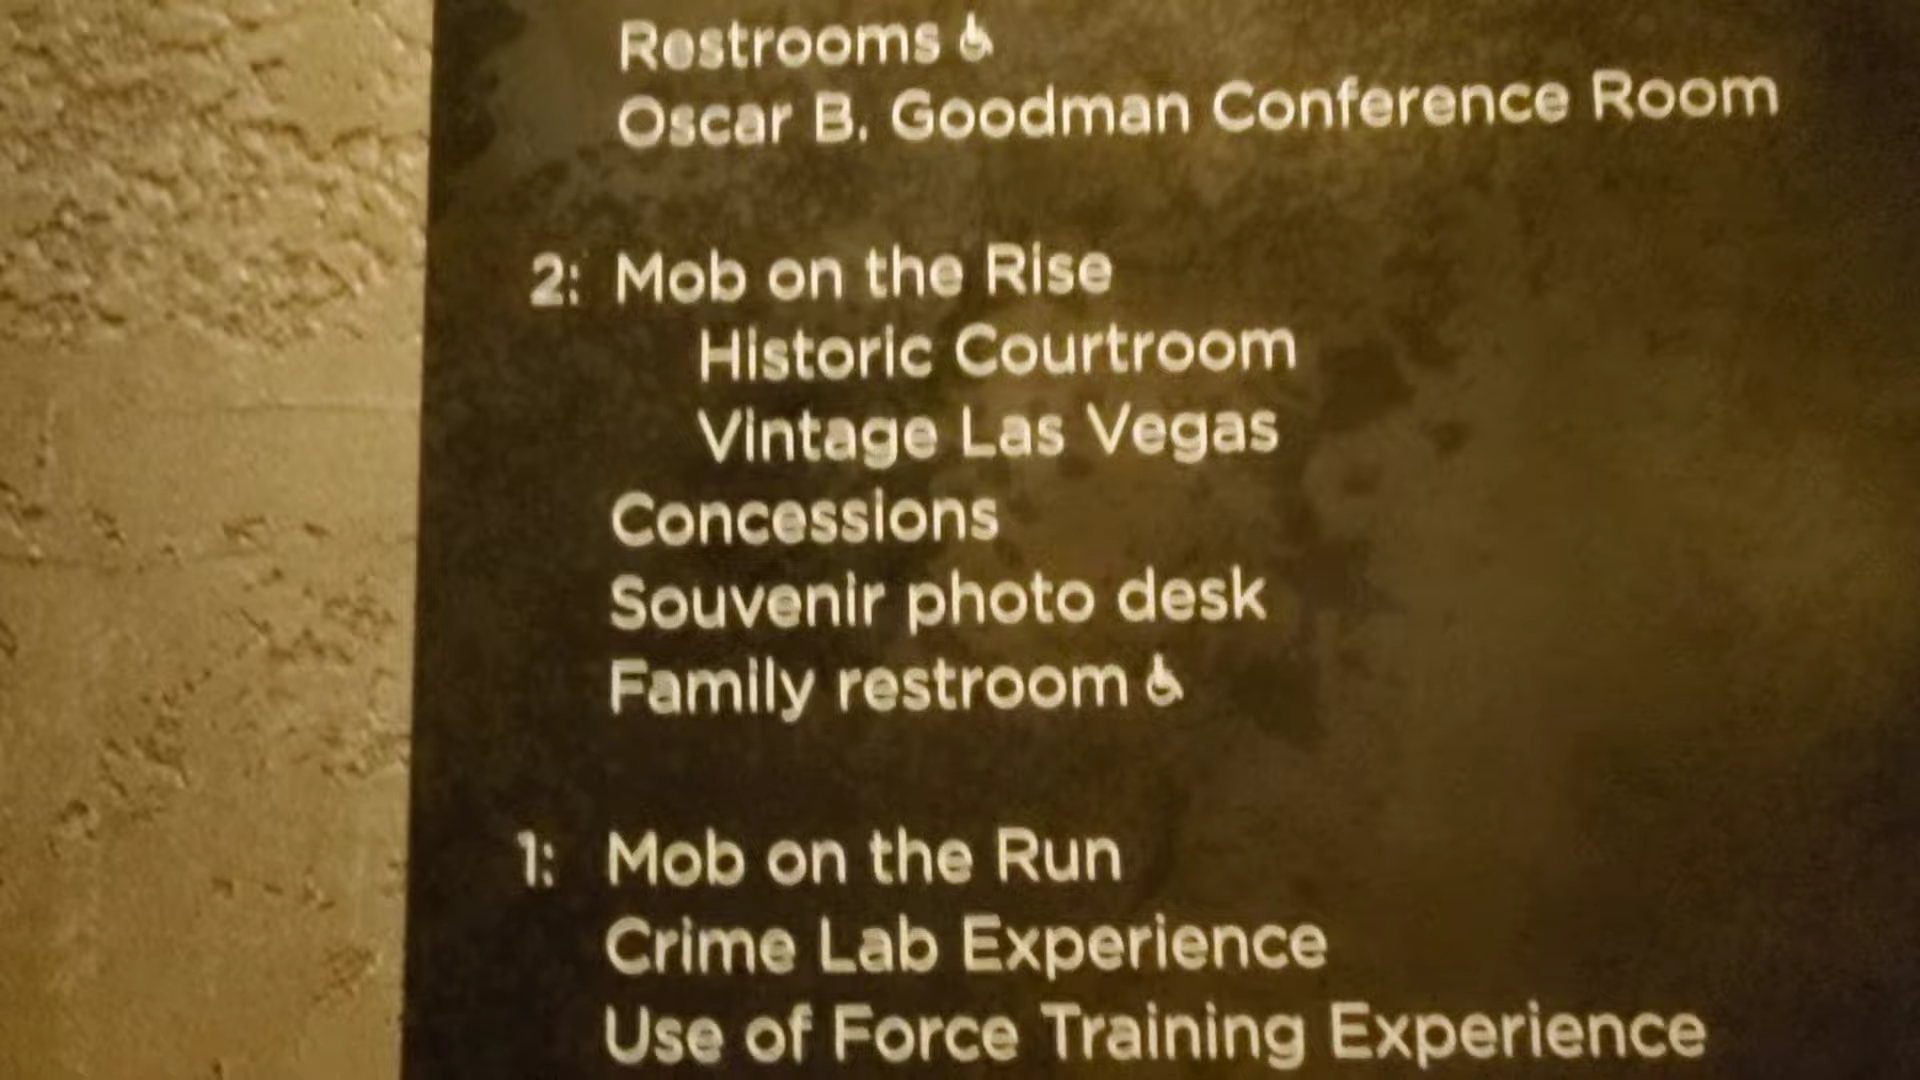 Restrooms ♿
Oscar B. Goodman Conference Room
2: Mob on the Rise
Historic Courtroom
Vintage Las Vegas
Concessions
Souvenir photo desk
Family restroom ♿
1: Mob on the Run
Crime Lab Experience
Use of Force Training Experience